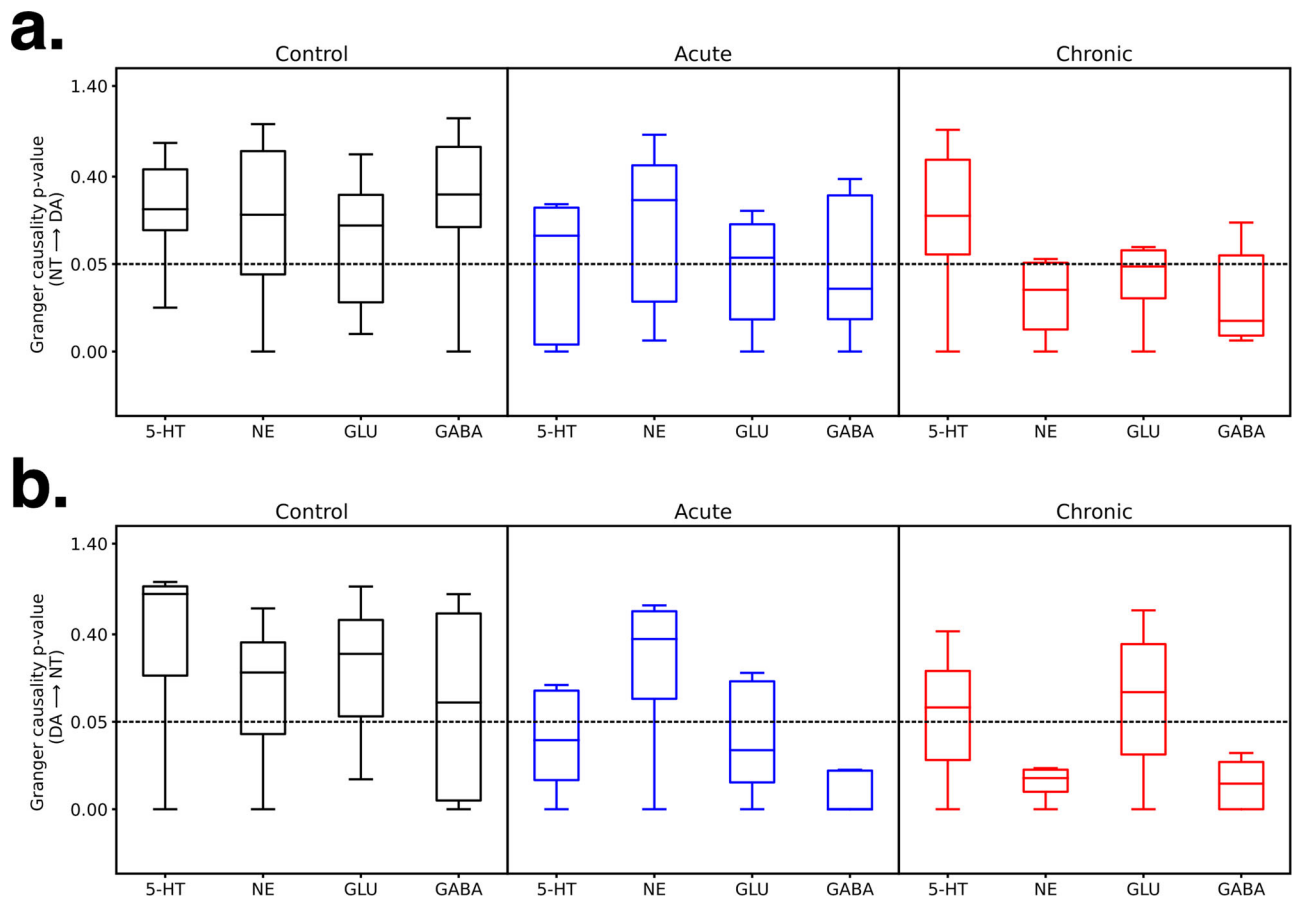 a.
Control Acute Chronic
Granger causality p-value
(NT ⟶ DA)
1.40
0.40
0.05
0.00
5-HT NE GLU GABA 5-HT NE GLU GABA 5-HT NE GLU GABA
b.
Control Acute Chronic
Granger causality p-value
(DA ⟶ NT)
1.40
0.40
0.05
0.00
5-HT NE GLU GABA 5-HT NE GLU GABA 5-HT NE GLU GABA